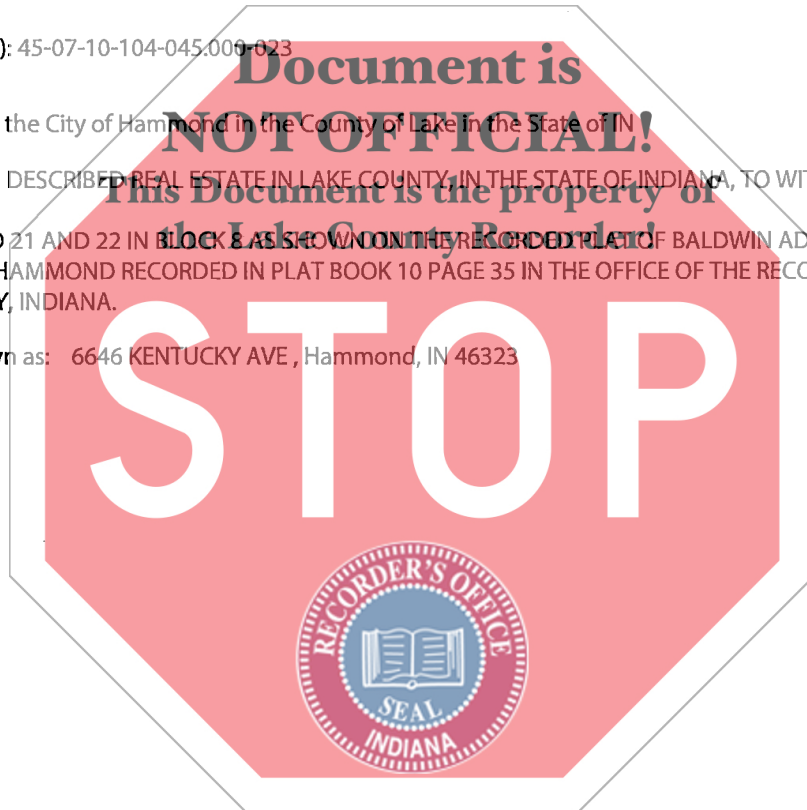 ): 45-07-10-104-045.000-023
Document is
the City of Hammond in the County of Lake in the State of IN
NOT OFFICIAL!
DESCRIBED REAL ESTATE IN LAKE COUNTY, IN THE STATE OF INDIANA, TO WIT
This Document is the property of
the Lake County Recorder!
21 AND 22 IN BLOCK 8 AS SHOWN ON THE RECORDED PLAT OF BALDWIN AD
HAMMOND RECORDED IN PLAT BOOK 10 PAGE 35 IN THE OFFICE OF THE RECO
Y, INDIANA.
n as: 6646 KENTUCKY AVE , Hammond, IN 46323
STOP
RECORDER'S OFFICE
SEAL
INDIANA